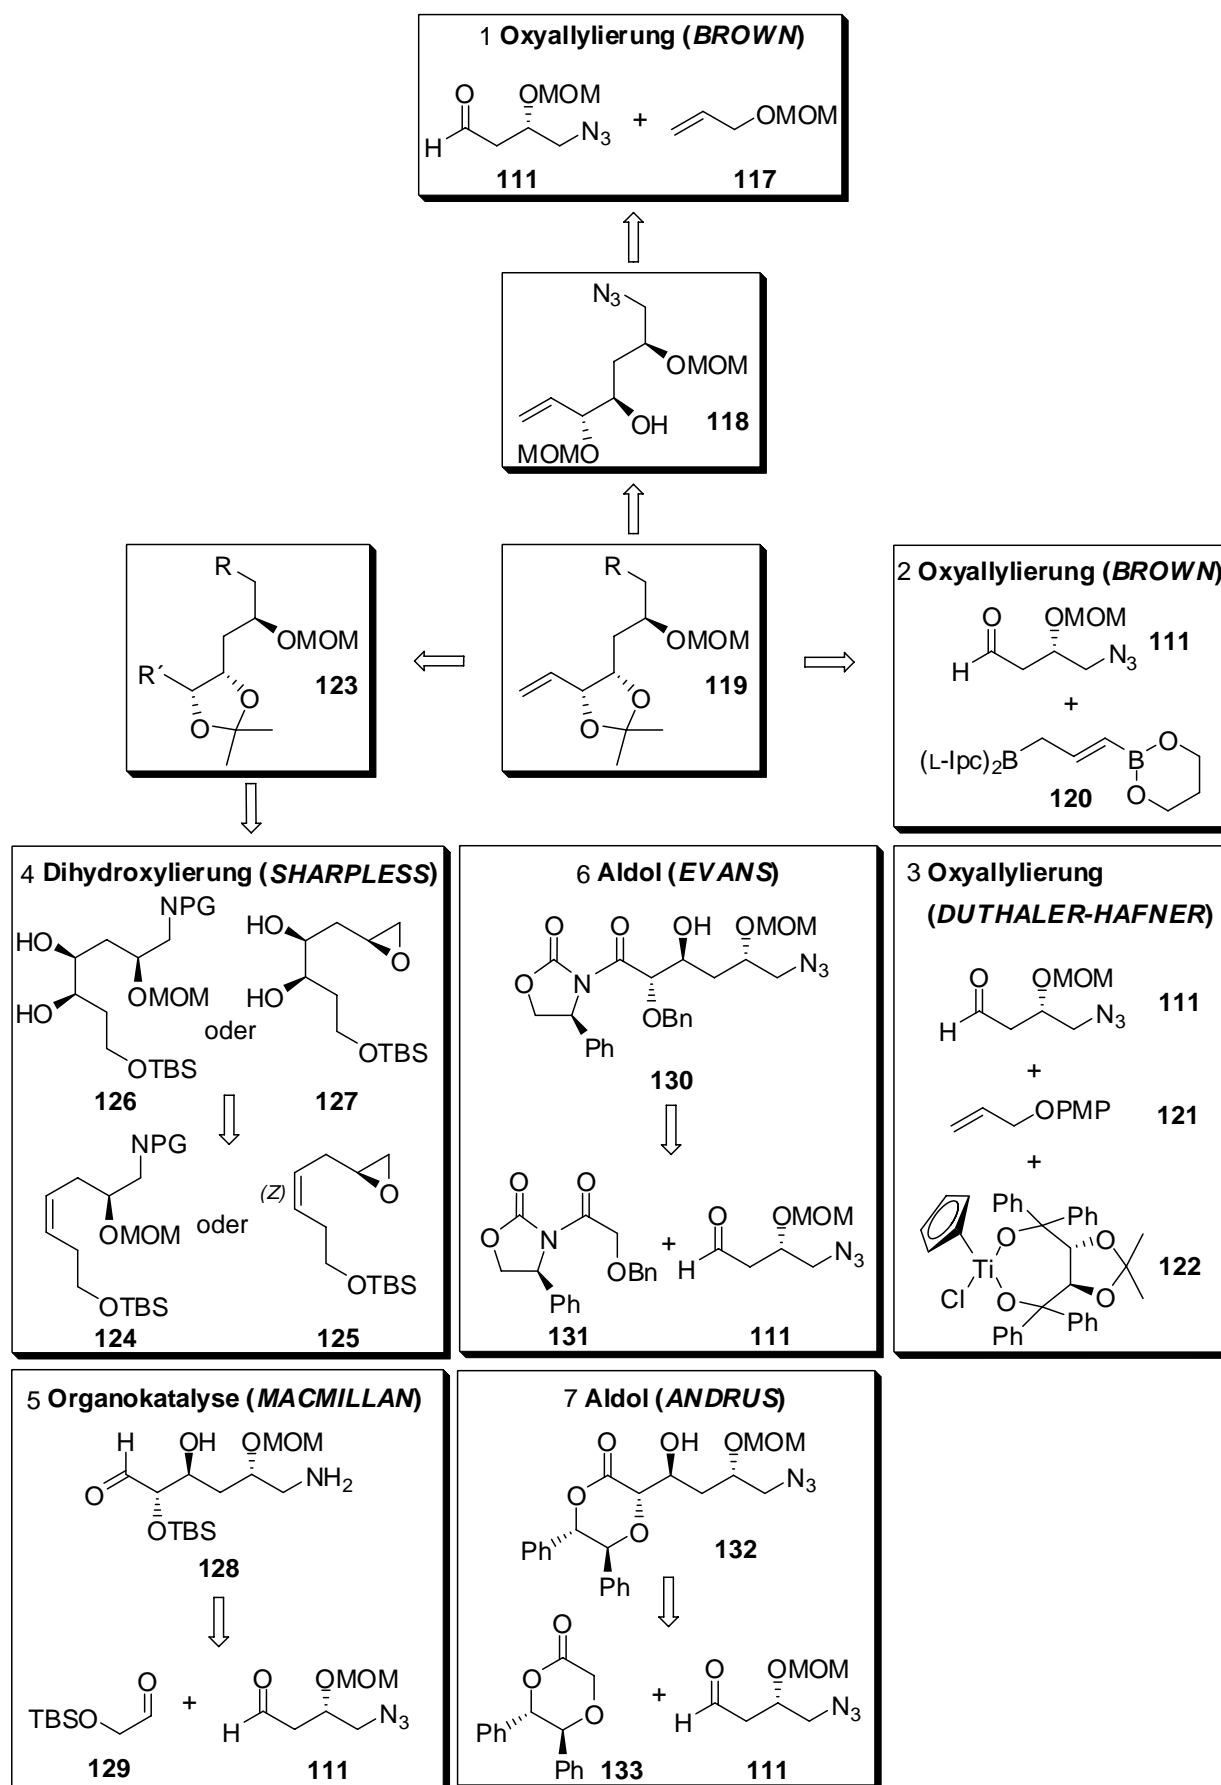 1 Oxyallylierung (BROWN)
O
OMOM
H
N3
+
OMOM
111
117
N3
OMOM
OH
MOMO
118
R
OMOM
R´
O
O
123
R
OMOM
O
O
119
2 Oxyallylierung (BROWN)
O
OMOM
H
N3
111
+
(L-Ipc)2B
B
O
O
120
4 Dihydroxylierung (SHARPLESS)
NPG
HO
HO
OMOM
OTBS
126
oder
HO
HO
O
OTBS
127
NPG
OMOM
OTBS
124
oder
(Z)
O
OTBS
125
6 Aldol (EVANS)
O
O
OH
OMOM
O
N
N3
OBn
Ph
130
O
O
O
N
OBn
Ph
131
+
O
OMOM
H
N3
111
3 Oxyallylierung
(DUTHALER-HAFNER)
O
OMOM
H
N3
111
+
OPMP
121
+
Ph
Ph
O
O
Ti
Cl
O
O
Ph
Ph
122
5 Organokatalyse (MACMILLAN)
H
OH
OMOM
O
NH2
OTBS
128
O
TBSO
129
+
O
OMOM
H
N3
111
7 Aldol (ANDRUS)
O
OH
OMOM
N3
O
O
Ph
Ph
132
O
O
O
Ph
Ph
133
+
O
OMOM
H
N3
111